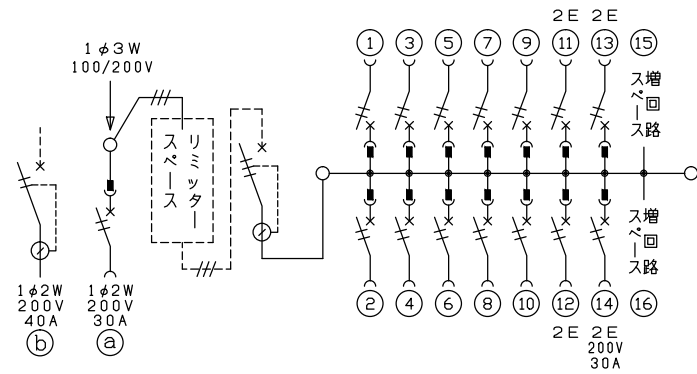 2E 2E
1 3 5 7 9 11 13 15
1φ3W
100/200V
リミッター
スペース
増回路
スペース
増回路
スペース
1φ2W
200V
40A
b
1φ2W
200V
30A
a
2 4 6 8 10 12 14 16
2E 2E
200V
30A